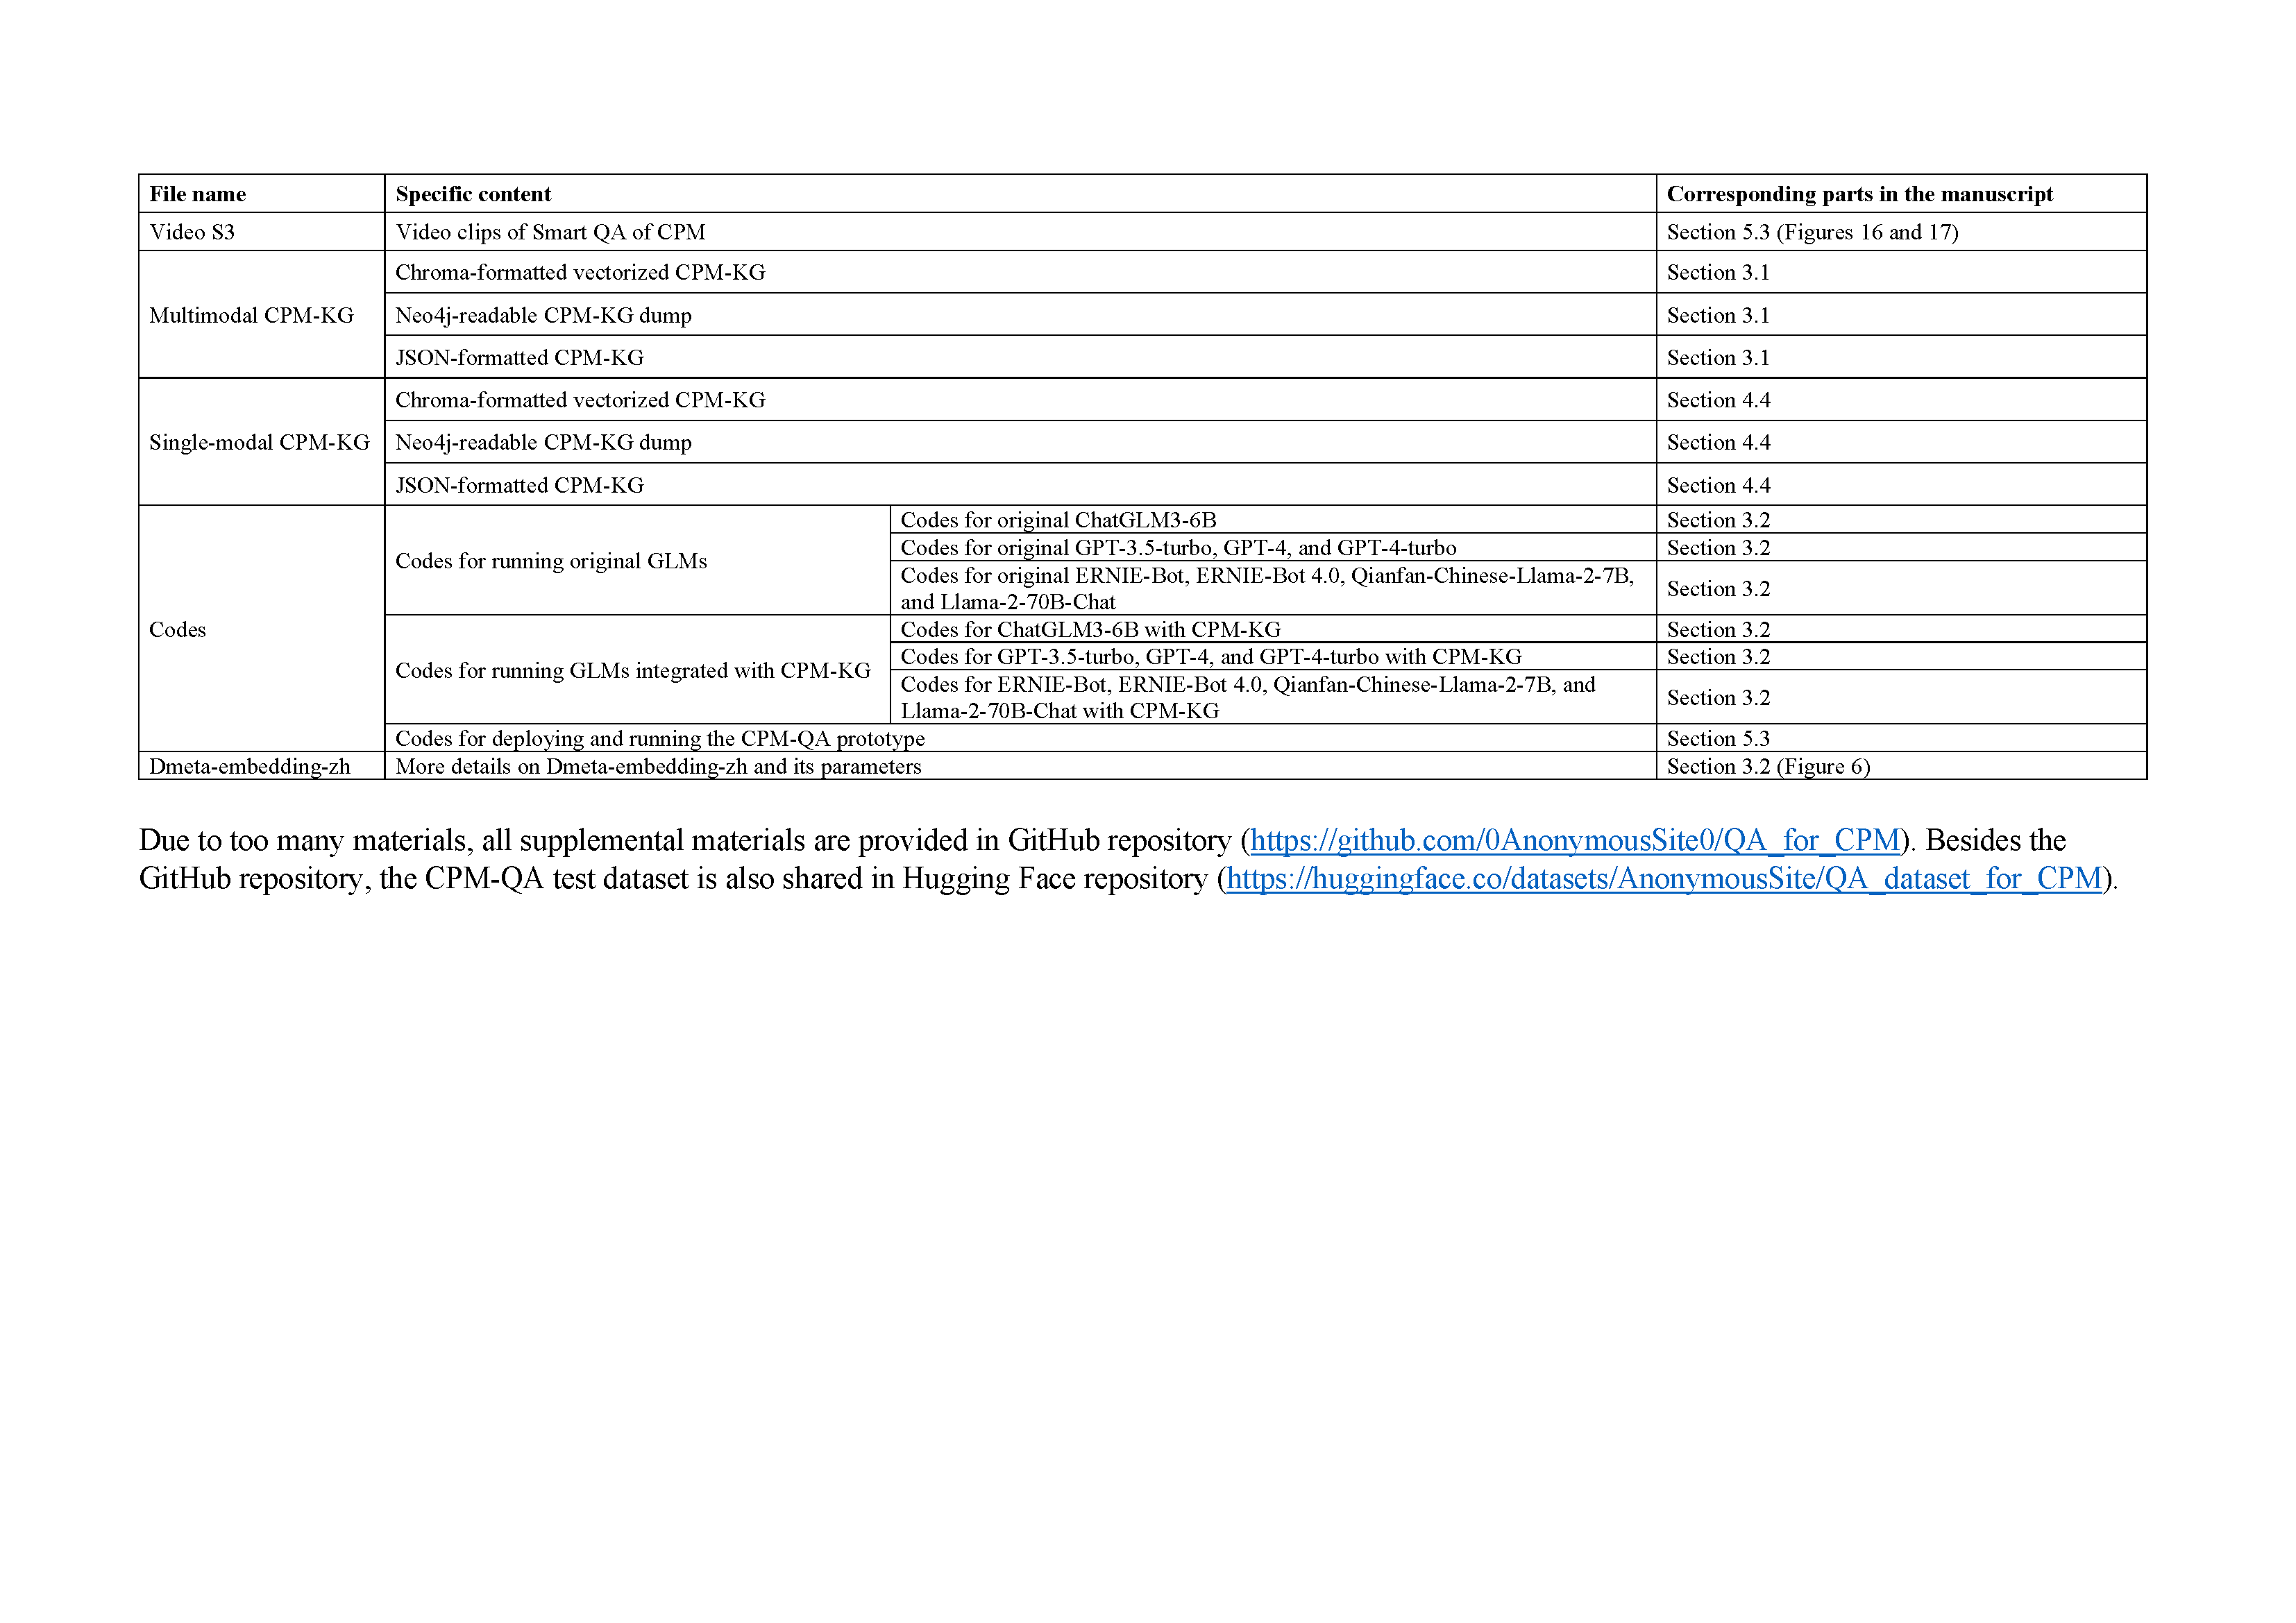 File name Specific content Corresponding parts in the manuscript
Video S3 Video clips of Smart QA of CPM Section 5.3 (Figures 16 and 17)
Multimodal CPM-KG
Chroma-formatted vectorized CPM-KG Section 3.1
Neo4j-readable CPM-KG dump Section 3.1
JSON-formatted CPM-KG Section 3.1
Single-modal CPM-KG
Chroma-formatted vectorized CPM-KG Section 4.4
Neo4j-readable CPM-KG dump Section 4.4
JSON-formatted CPM-KG Section 4.4
Codes
Codes for running original GLMs
Codes for original ChatGLM3-6B Section 3.2
Codes for original GPT-3.5-turbo, GPT-4, and GPT-4-turbo Section 3.2
Codes for original ERNIE-Bot, ERNIE-Bot 4.0, Qianfan-Chinese-Llama-2-7B,
and Llama-2-70B-Chat Section 3.2
Codes for running GLMs integrated with CPM-KG
Codes for ChatGLM3-6B with CPM-KG Section 3.2
Codes for GPT-3.5-turbo, GPT-4, and GPT-4-turbo with CPM-KG Section 3.2
Codes for ERNIE-Bot, ERNIE-Bot 4.0, Qianfan-Chinese-Llama-2-7B, and
Llama-2-70B-Chat with CPM-KG Section 3.2
Codes for deploying and running the CPM-QA prototype Section 5.3
Dmeta-embedding-zh More details on Dmeta-embedding-zh and its parameters Section 3.2 (Figure 6)
Due to too many materials, all supplemental materials are provided in GitHub repository (https://github.com/0AnonymousSite0/QA_for_CPM). Besides the
GitHub repository, the CPM-QA test dataset is also shared in Hugging Face repository (https://huggingface.co/datasets/AnonymousSite/QA_dataset_for_CPM).